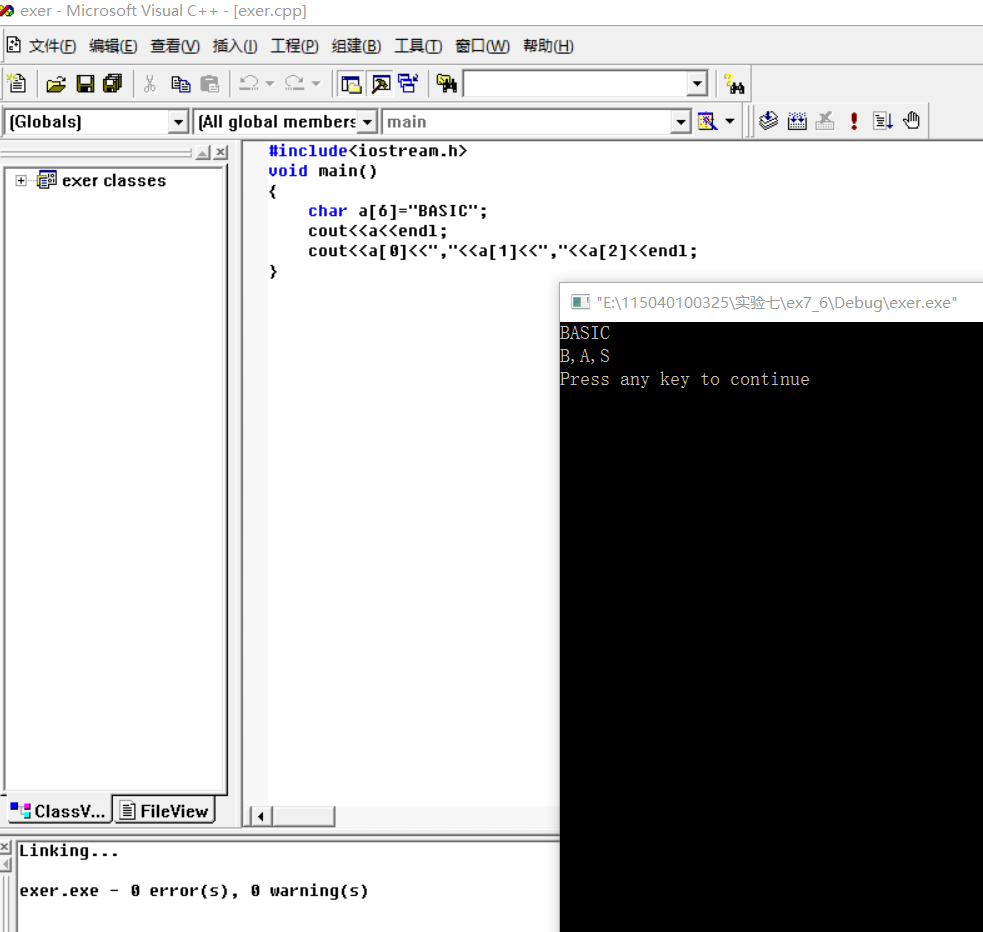 exer - Microsoft Visual C++ - [exer.cpp]
文件(F) 编辑(E) 查看(V) 插入(I) 工程(P) 组建(B) 工具(T) 窗口(W) 帮助(H)
(Globals) (All global members main
exer classes
#include<iostream.h>
void main()
{
    char a[6]="BASIC";
    cout<<a<<endl;
    cout<<a[0]<<","<<a[1]<<","<<a[2]<<endl;
}
"E:\115040100325\实验七\ex7_6\Debug\exer.exe"
BASIC
B,A,S
Press any key to continue
ClassV... FileView
Linking...
exer.exe - 0 error(s), 0 warning(s)